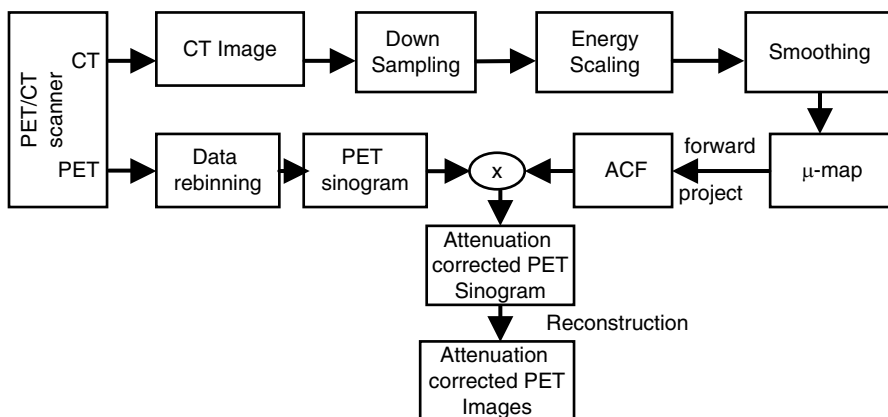 PET/CT
scanner
CT
PET
CT Image
Down
Sampling
Energy
Scaling
Smoothing
Data
rebinning
PET
sinogram
x
ACF
forward
project
μ-map
Attenuation
corrected PET
Sinogram
Reconstruction
Attenuation
corrected PET
Images